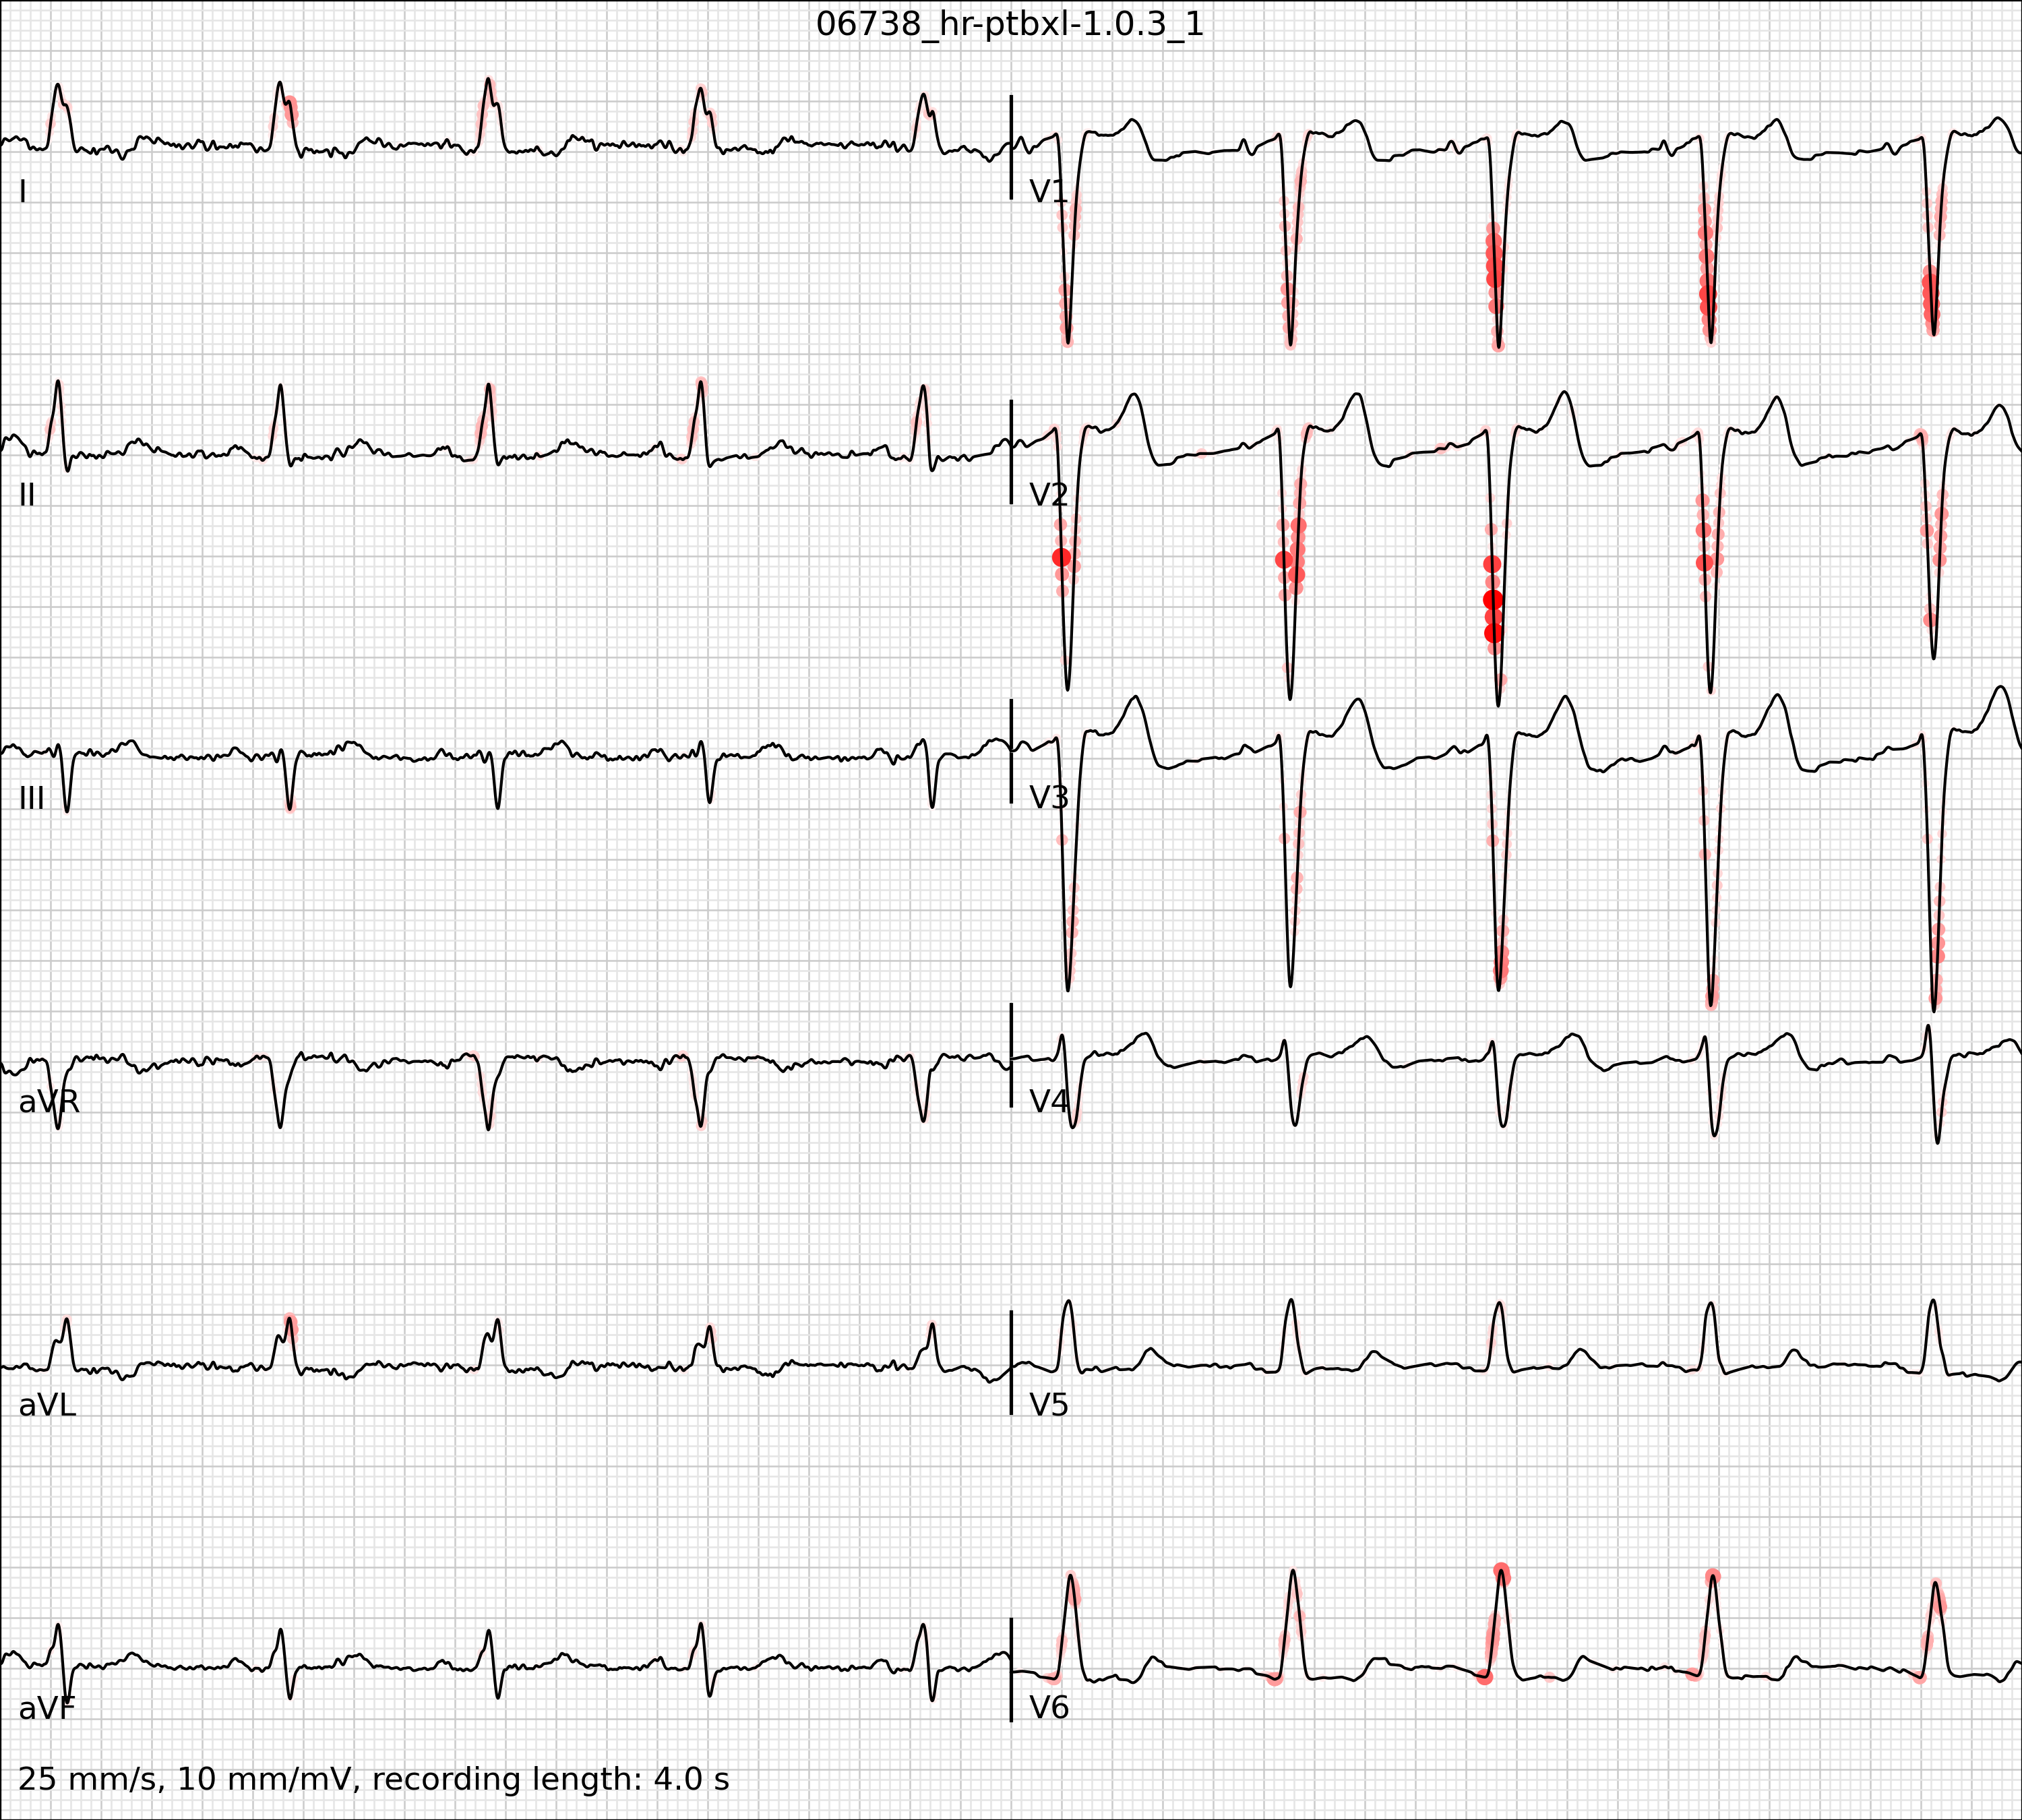 06738_hr-ptbxl-1.0.3_1
I
V1
II
V2
III
V3
aVR
V4
aVL
V5
aVF
V6
25 mm/s, 10 mm/mV, recording length: 4.0 s